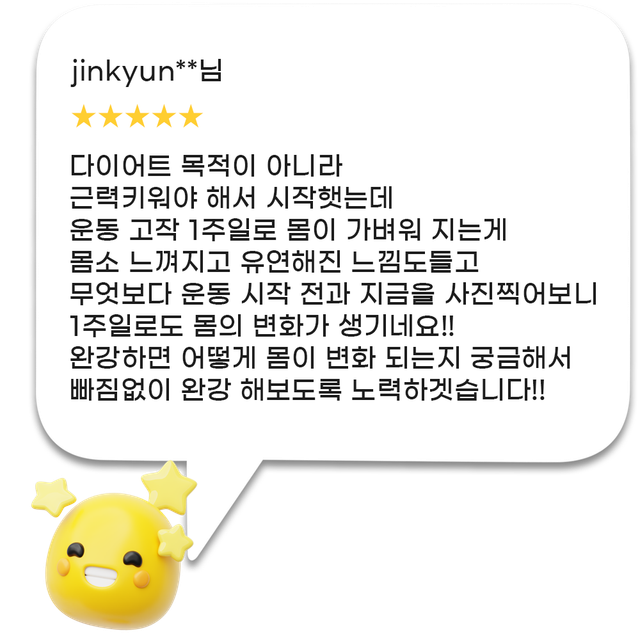 jinkyun**님
★★★★★
다이어트 목적이 아니라
근력키워야 해서 시작햇는데
운동 고작 1주일로 몸이 가벼워 지는게
몸소 느껴지고 유연해진 느낌도들고
무엇보다 운동 시작 전과 지금을 사진찍어보니
1주일로도 몸의 변화가 생기네요!!
완강하면 어떻게 몸이 변화 되는지 궁금해서
빠짐없이 완강 해보도록 노력하겟습니다!!